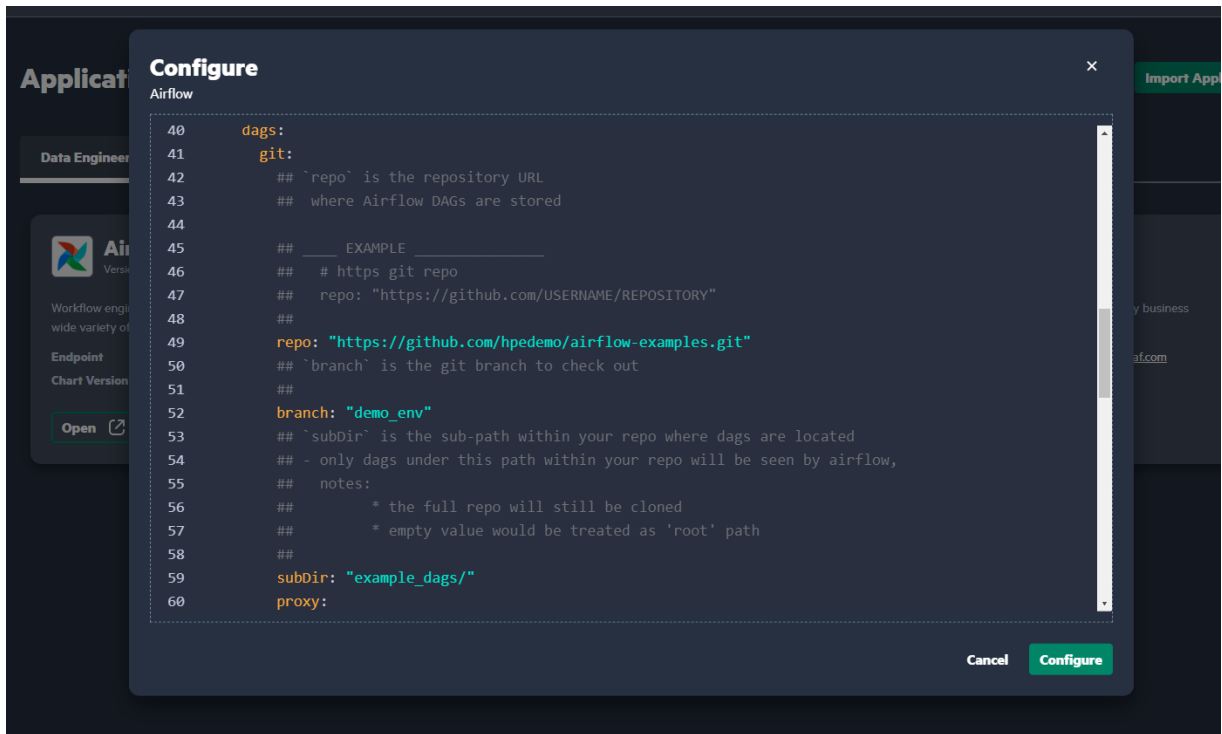 Applicati
Import Appl
Data Engineer
Air
Versio
Workflow engi
wide variety of
Endpoint
Chart Version
Open
y business
af.com
Configure
Airflow
40 dags:
41 git:
42 ## `repo` is the repository URL
43 ##  where Airflow DAGs are stored
44
45 ## ____ EXAMPLE _______________
46 ##   # https git repo
47 ##   repo: "https://github.com/USERNAME/REPOSITORY"
48 ##
49 repo: "https://github.com/hpedemo/airflow-examples.git"
50 ## `branch` is the git branch to check out
51 ##
52 branch: "demo_env"
53 ## `subDir` is the sub-path within your repo where dags are located
54 ## - only dags under this path within your repo will be seen by airflow,
55 ##   notes:
56 ##         * the full repo will still be cloned
57 ##         * empty value would be treated as 'root' path
58 ##
59 subDir: "example_dags/"
60 proxy:
Cancel
Configure